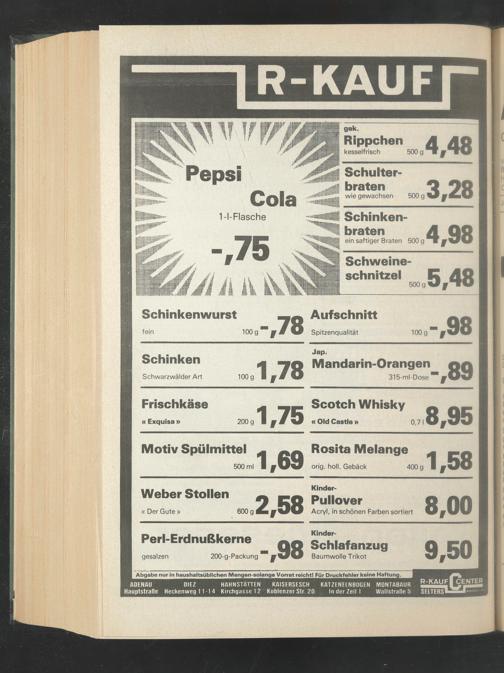 R-KAUF
Pepsi
Cola
1-l-Flasche
-,75
gek.
Rippchen
kesselfrisch 500 g 4,48
Schulter-
braten
wie gewachsen 500 g 3,28
Schinken-
braten
ein saftiger Braten 500 g 4,98
Schweine-
schnitzel
500 g 5,48
Schinkenwurst
fein 100 g -,78
Aufschnitt
Spitzenqualität 100 g -,98
Schinken
Schwarzwälder Art 100 g 1,78
Jap.
Mandarin-Orangen
315-ml-Dose -,89
Frischkäse
« Exquisa » 200 g 1,75
Scotch Whisky
« Old Castle » 0,7 l 8,95
Motiv Spülmittel
500 ml 1,69
Rosita Melange
orig. holl. Gebäck 400 g 1,58
Weber Stollen
« Der Gute » 600 g 2,58
Kinder-
Pullover
Acryl, in schönen Farben sortiert 8,00
Perl-Erdnußkerne
gesalzen 200-g-Packung -,98
Kinder-
Schlafanzug
Baumwolle Trikot 9,50
Abgabe nur in haushaltsüblichen Mengen-solange Vorrat reicht! Für Druckfehler keine Haftung.
ADENAU DIEZ HAHNSTÄTTEN KAISERSESCH KATZENELNBOGEN MONTABAUR
Hauptstraße Heckenweg 11-14 Kirchgasse 12 Koblenzer Str. 20 In der Zeil 1 Wallstraße 5
R-KAUF CENTER
SELTERS